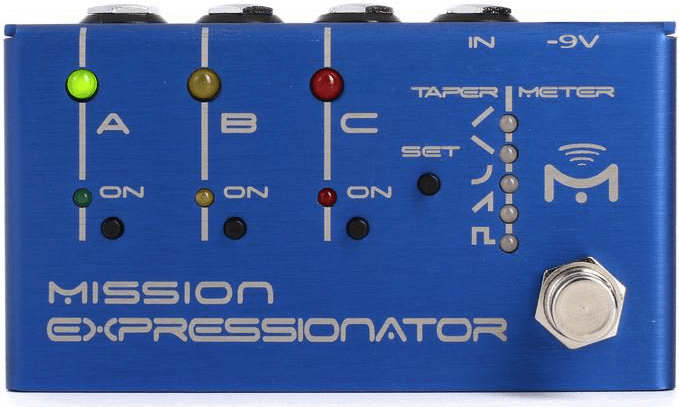 IN -9V
TAPER METER
A B C
SET
ON ON ON
MISSION
EXPRESSIONATOR